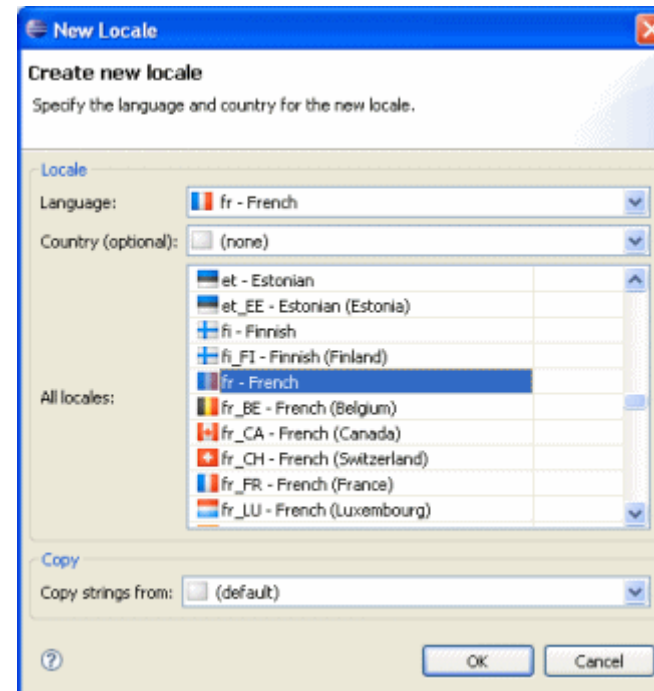 New Locale
Create new locale
Specify the language and country for the new locale.
Locale
Language: fr - French
Country (optional): (none)
et - Estonian
et_EE - Estonian (Estonia)
fi - Finnish
fi_FI - Finnish (Finland)
All locales: fr - French
fr_BE - French (Belgium)
fr_CA - French (Canada)
fr_CH - French (Switzerland)
fr_FR - French (France)
fr_LU - French (Luxembourg)
Copy
Copy strings from: (default)
? OK Cancel